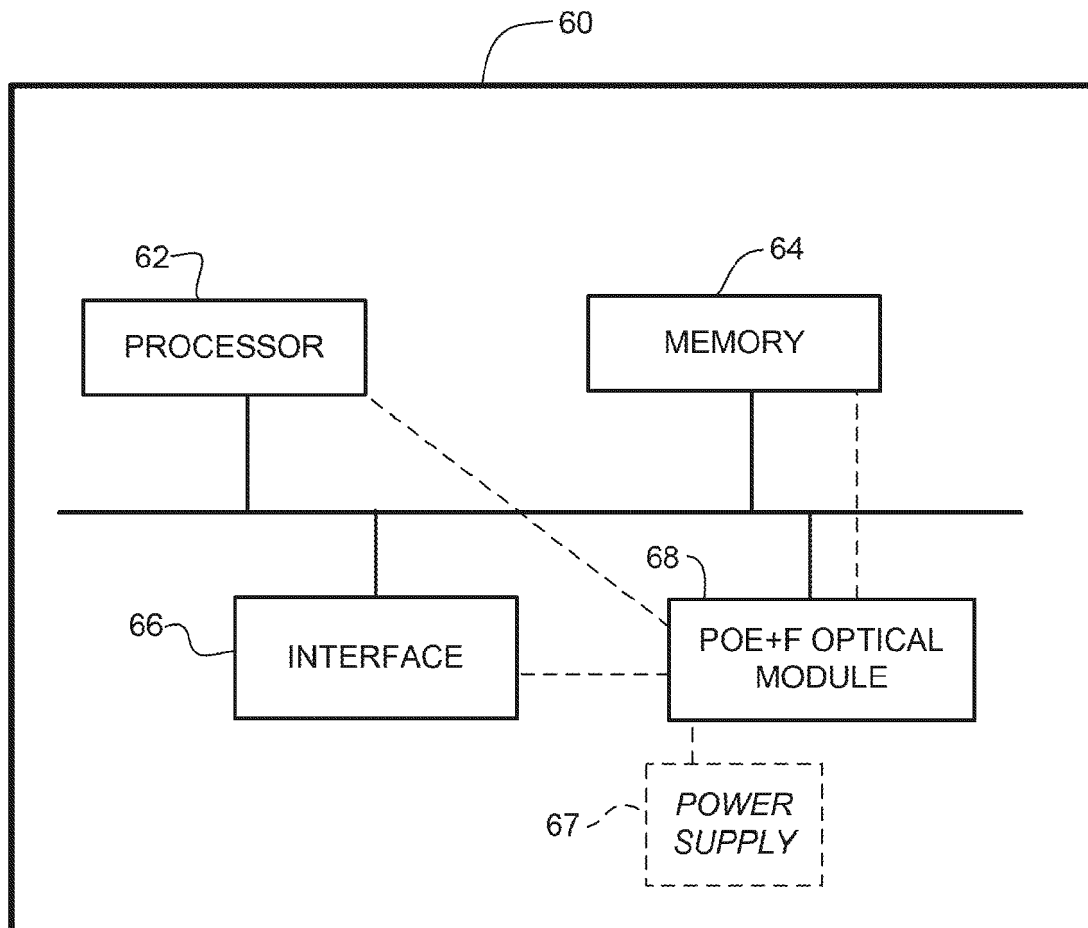 60
62
64
PROCESSOR
MEMORY
68
66
INTERFACE
POE+F OPTICAL
MODULE
67
POWER
SUPPLY